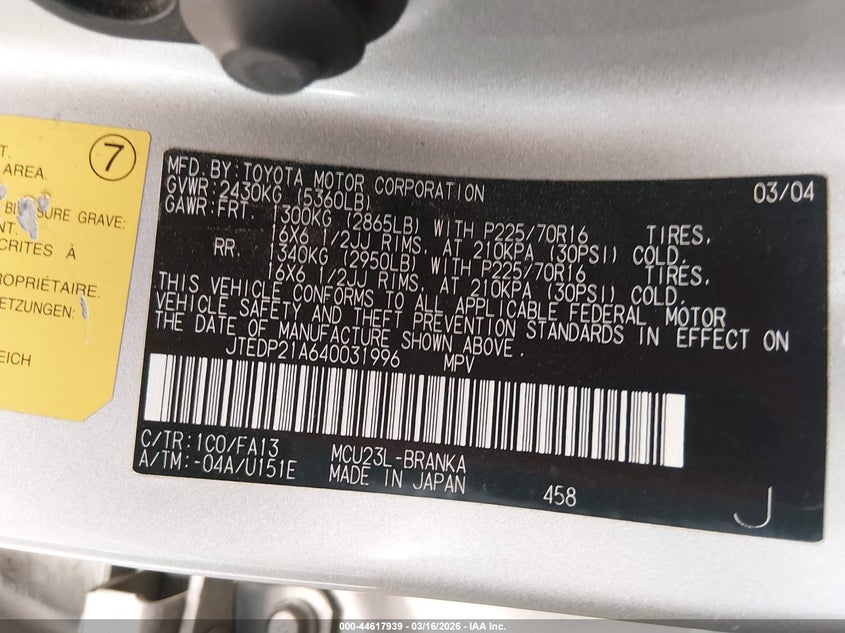 7
T.
AREA.
BLESSURE GRAVE:
NT.
CRITES À
ROPRIÉTAIRE.
ETZUNGEN:
EICH
MFD. BY: TOYOTA MOTOR CORPORATION 03/04
GVWR: 2430KG (5360LB)
GAWR: FRT. 1300KG (2865LB) WITH P225/70R16 TIRES,
16X6 1/2JJ RIMS, AT 210KPA (30PSI) COLD.
RR. 1340KG (2950LB) WITH P225/70R16 TIRES,
16X6 1/2JJ RIMS, AT 210KPA (30PSI) COLD.
THIS VEHICLE CONFORMS TO ALL APPLICABLE FEDERAL MOTOR
VEHICLE SAFETY AND THEFT PREVENTION STANDARDS IN EFFECT ON
THE DATE OF MANUFACTURE SHOWN ABOVE.
JTEDP21A640031996 MPV
C/TR: 1C0/FA13 MCU23L-BRANKA
A/TM: -04A/U151E MADE IN JAPAN 458 J
000-44617939 - 03/16/2026 - IAA Inc.